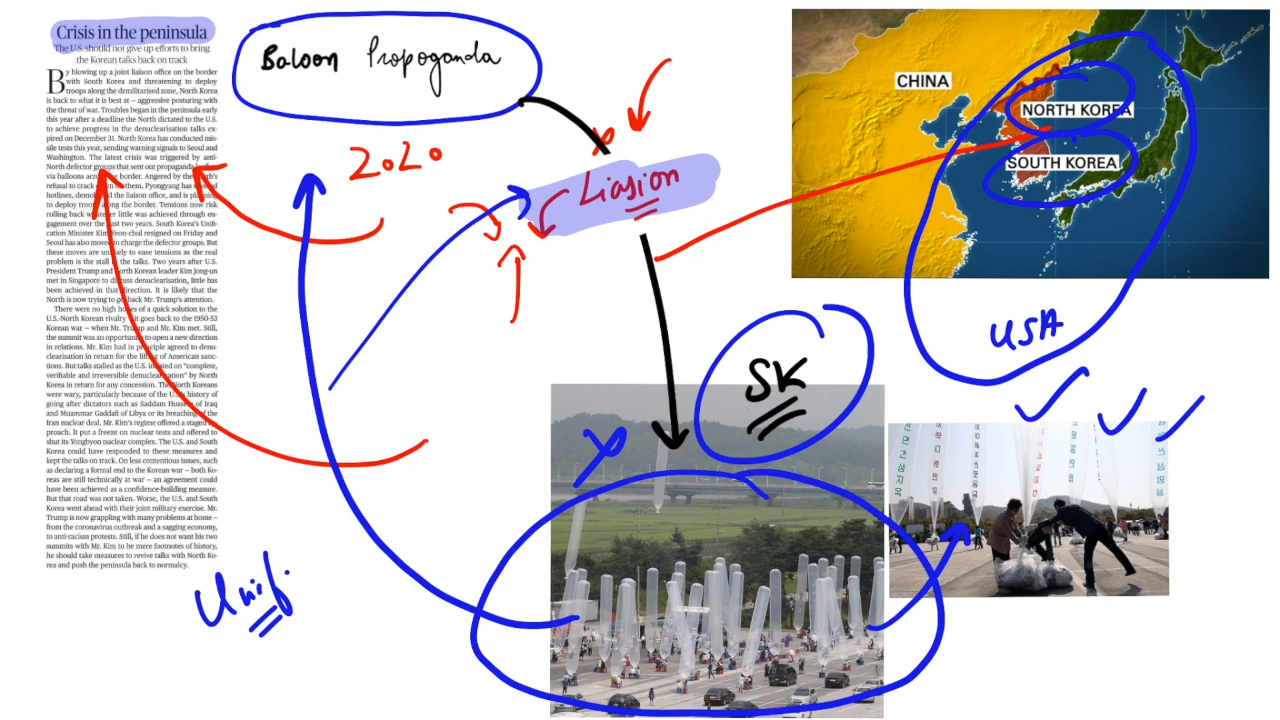 Crisis in the peninsula
The U.S. should not give up efforts to bring
the Korean talks back on track
By blowing up a joint liaison office on the border
with South Korea and threatening to deploy
troops along the demilitarised zone, North Korea
is back to what it is best at – aggressive posturing with
the threat of war. Troubles began in the peninsula early
this year after a deadline the North dictated to the U.S.
to achieve progress in the denuclearisation talks ex-
pired on December 31. North Korea has conducted mis-
sile tests this year, sending warning signals to Seoul and
Washington. The latest crisis was triggered by anti-
North defector groups that sent out propaganda
via balloons across border. Angered by the
refusal to crack them, Pyongyang has
hotlines, the liaison office, and is
to deploy along the border. Tensions now risk
rolling back little was achieved through en-
gagement over the last two years. South Korea's Unifi-
cation Minister Kim Yeon-chul resigned on Friday and
Seoul has also moved to charge the defector groups. But
these moves are unlikely to ease tensions as the real
problem is the stall in the talks. Two years after U.S.
President Trump and North Korean leader Kim Jong-un
met in Singapore to discuss denuclearisation, little has
been achieved in that direction. It is likely that the
North is now trying to get back Mr. Trump's attention.
There were no high hopes of a quick solution to the
U.S.-North Korean rivalry – it goes back to the 1950-53
Korean war – when Mr. Trump and Mr. Kim met. Still,
the summit was an opportunity to open a new direction
in relations. Mr. Kim had in principle agreed to denu-
clearisation in return for the lifting of American sanc-
tions. But talks stalled as the U.S. insisted on "complete,
verifiable and irreversible denuclearisation" by North
Korea in return for any concession. The North Koreans
were wary, particularly because of the U.S.'s history of
going after dictators such as Saddam Hussein of Iraq
and Muammar Gaddafi of Libya or its breaching of the
Iran nuclear deal. Mr. Kim's regime offered a staged ap-
proach. It put a freeze on nuclear tests and offered to
shut its Yongbyon nuclear complex. The U.S. and South
Korea could have responded to these measures and
kept the talks on track. On less contentious issues, such
as declaring a formal end to the Korean war – both Ko-
reas are still technically at war – an agreement could
have been achieved as a confidence-building measure.
But that road was not taken. Worse, the U.S. and South
Korea went ahead with their joint military exercise. Mr.
Trump is now grappling with many problems at home –
from the coronavirus outbreak and a sagging economy,
to anti-racism protests. Still, if he does not want his two
summits with Mr. Kim to be mere footnotes of history,
he should take measures to revive talks with North Ko-
rea and push the peninsula back to normalcy.
Baloon Propoganda
2020
Liasion
CHINA
NORTH KOREA
SOUTH KOREA
USA
SK
Unif